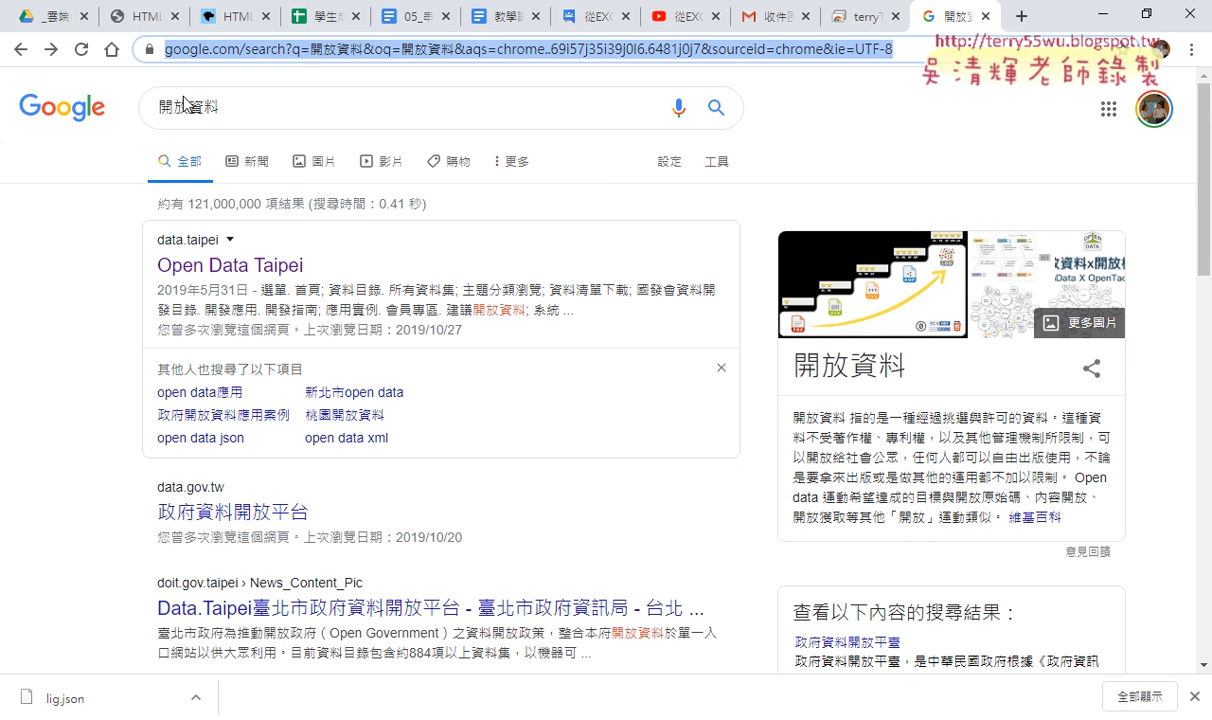 _雲端
HTML
HTML
學生成
05_串
教學計
從EXC
從EXC
收件匣
terryT
開放資
google.com/search?q=開放資料&oq=開放資料&aqs=chrome..69i57j35i39j0l6.6481j0j7&sourceid=chrome&ie=UTF-8
http://terry55wu.blogspot.tw
吳清輝老師錄製
Google
開放資料
全部
新聞
圖片
影片
購物
更多
設定
工具
約有 121,000,000 項結果 (搜尋時間：0.41 秒)
data.taipei
Open Data Taipei
2019年5月31日 - 選單. 首頁; 資料目錄. 所有資料集; 主題分類瀏覽; 資料清單下載; 國發會資料開
發目錄. 開發應用. 開發指南; 應用實例. 會員專區. 建議開放資料; 系統 ...
您曾多次瀏覽這個網頁。上次瀏覽日期：2019/10/27
其他人也搜尋了以下項目
open data應用
新北市open data
政府開放資料應用案例
桃園開放資料
open data json
open data xml
data.gov.tw
政府資料開放平台
您曾多次瀏覽這個網頁。上次瀏覽日期：2019/10/20
doit.gov.taipei › News_Content_Pic
Data.Taipei臺北市政府資料開放平台 - 臺北市政府資訊局 - 台北 ...
臺北市政府為推動開放政府（Open Government）之資料開放政策，整合本府開放資料於單一入
口網站以供大眾利用。目前資料目錄包含約884項以上資料集，以機器可 ...
更多圖片
開放資料
開放資料 指的是一種經過挑選與許可的資料。這種資
料不受著作權、專利權，以及其他管理機制所限制，可
以開放給社會公眾，任何人都可以自由出版使用，不論
是要拿來出版或是做其他的運用都不加以限制。 Open
data 運動希望達成的目標與開放原始碼、內容開放、
開放獲取等其他「開放」運動類似。 維基百科
意見回饋
查看以下內容的搜尋結果：
政府資料開放平臺
政府資料開放平臺，是中華民國政府根據《政府資訊
lig.json
全部顯示